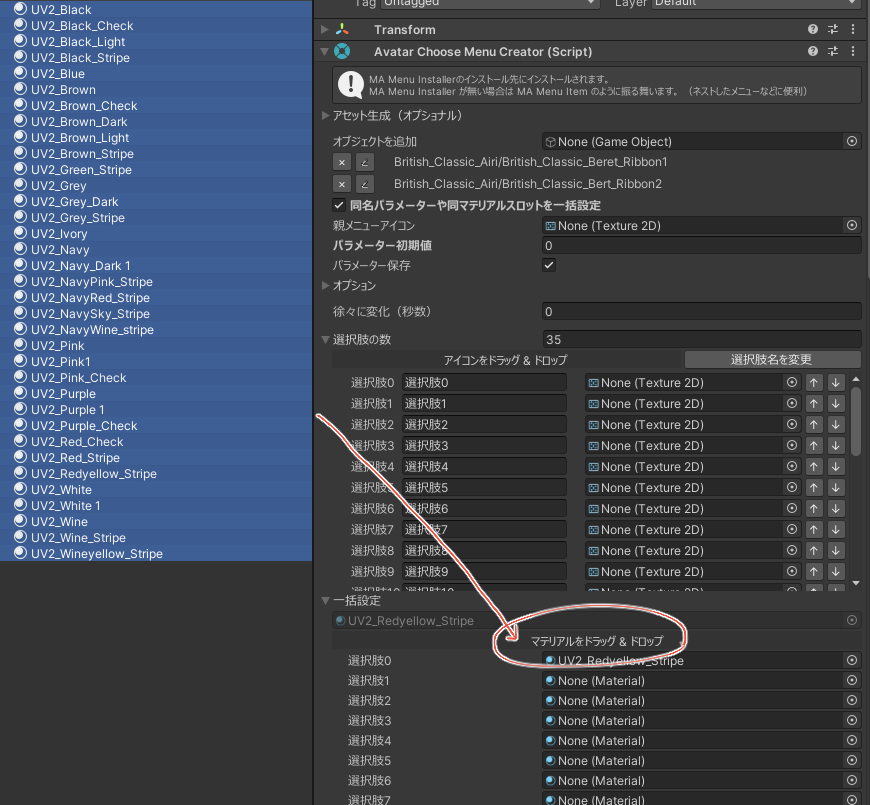 UV2_Black
UV2_Black_Check
UV2_Black_Light
UV2_Black_Stripe
UV2_Blue
UV2_Brown
UV2_Brown_Check
UV2_Brown_Dark
UV2_Brown_Light
UV2_Brown_Stripe
UV2_Green_Stripe
UV2_Grey
UV2_Grey_Dark
UV2_Grey_Stripe
UV2_Ivory
UV2_Navy
UV2_Navy_Dark 1
UV2_NavyPink_Stripe
UV2_NavyRed_Stripe
UV2_NavySky_Stripe
UV2_NavyWine_stripe
UV2_Pink
UV2_Pink1
UV2_Pink_Check
UV2_Purple
UV2_Purple 1
UV2_Purple_Check
UV2_Red_Check
UV2_Red_Stripe
UV2_Redyellow_Stripe
UV2_White
UV2_White 1
UV2_Wine
UV2_Wine_Stripe
UV2_Wineyellow_Stripe
Tag Untagged Layer Default
Transform
Avatar Choose Menu Creator (Script)
MA Menu Installerのインストール先にインストールされます。
MA Menu Installer が無い場合は MA Menu Item のように振る舞います。（ネストしたメニューなどに便利）
アセット生成（オプショナル）
オブジェクトを追加 None (Game Object)
× ∠ British_Classic_Airi/British_Classic_Beret_Ribbon1
× ∠ British_Classic_Airi/British_Classic_Bert_Ribbon2
同名パラメーターや同マテリアルスロットを一括設定
親メニューアイコン None (Texture 2D)
パラメーター初期値 0
パラメーター保存
オプション
徐々に変化（秒数） 0
選択肢の数 35
アイコンをドラッグ & ドロップ 選択肢名を変更
選択肢0 選択肢0 None (Texture 2D) ↑ ↓
選択肢1 選択肢1 None (Texture 2D) ↑ ↓
選択肢2 選択肢2 None (Texture 2D) ↑ ↓
選択肢3 選択肢3 None (Texture 2D) ↑ ↓
選択肢4 選択肢4 None (Texture 2D) ↑ ↓
選択肢5 選択肢5 None (Texture 2D) ↑ ↓
選択肢6 選択肢6 None (Texture 2D) ↑ ↓
選択肢7 選択肢7 None (Texture 2D) ↑ ↓
選択肢8 選択肢8 None (Texture 2D) ↑ ↓
選択肢9 選択肢9 None (Texture 2D) ↑ ↓
選択肢10 選択肢10 None (Texture 2D)
一括設定
UV2_Redyellow_Stripe
マテリアルをドラッグ & ドロップ
選択肢0 UV2_Redyellow_Stripe
選択肢1 None (Material)
選択肢2 None (Material)
選択肢3 None (Material)
選択肢4 None (Material)
選択肢5 None (Material)
選択肢6 None (Material)
選択肢7 None (Material)